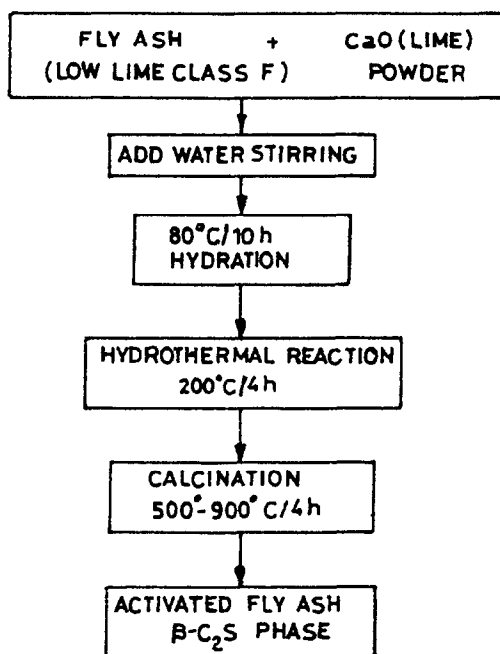 FLY ASH + CaO (LIME)
(LOW LIME CLASS F) POWDER
ADD WATER STIRRING
80°C/10 h
HYDRATION
HYDROTHERMAL REACTION
200°C/4h
CALCINATION
500°-900° C/4h
ACTIVATED FLY ASH
β-C₂S PHASE